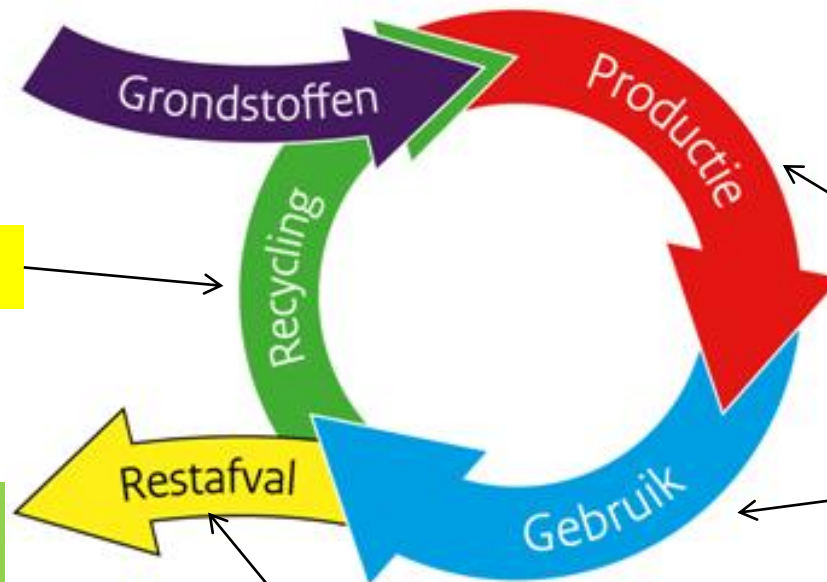 Grondstoffen
Productie
Recycling
Restafval
Gebruik